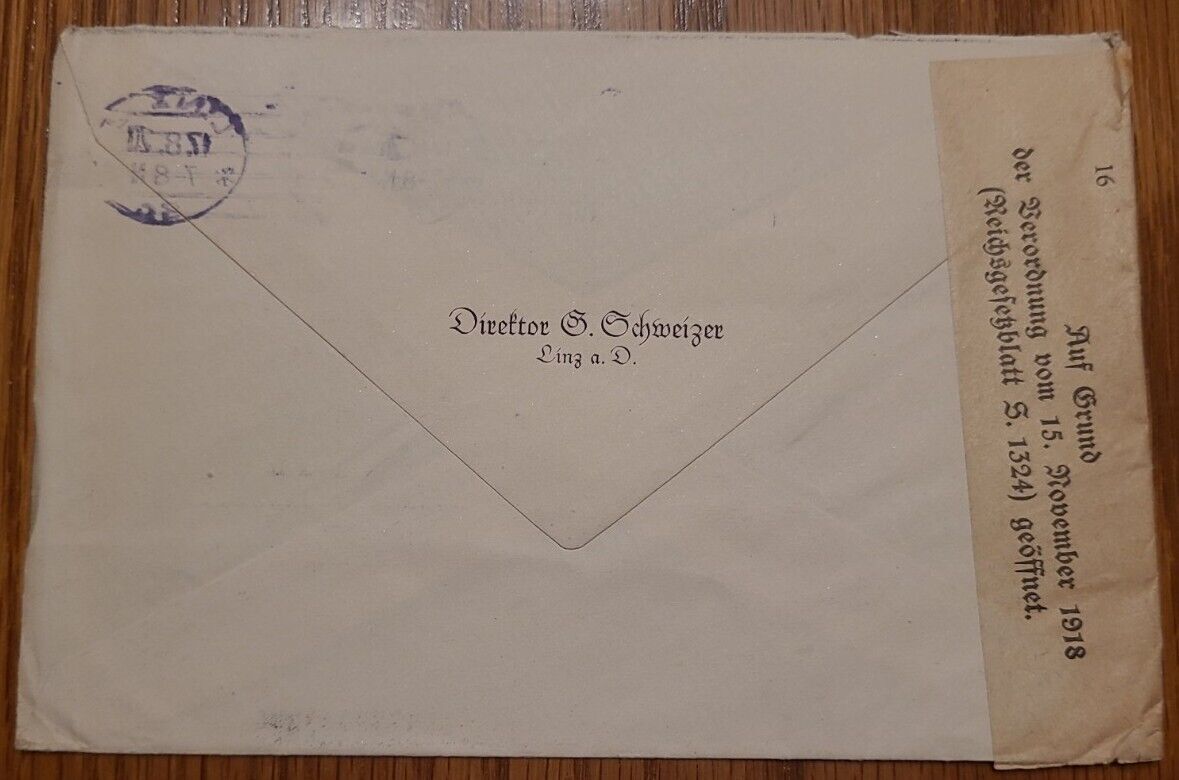 Direktor G. Schweizer
Linz a. D.
16
Auf Grund
der Verordnung vom 15. November 1918
(Reichsgesetzblatt S. 1324) geöffnet.